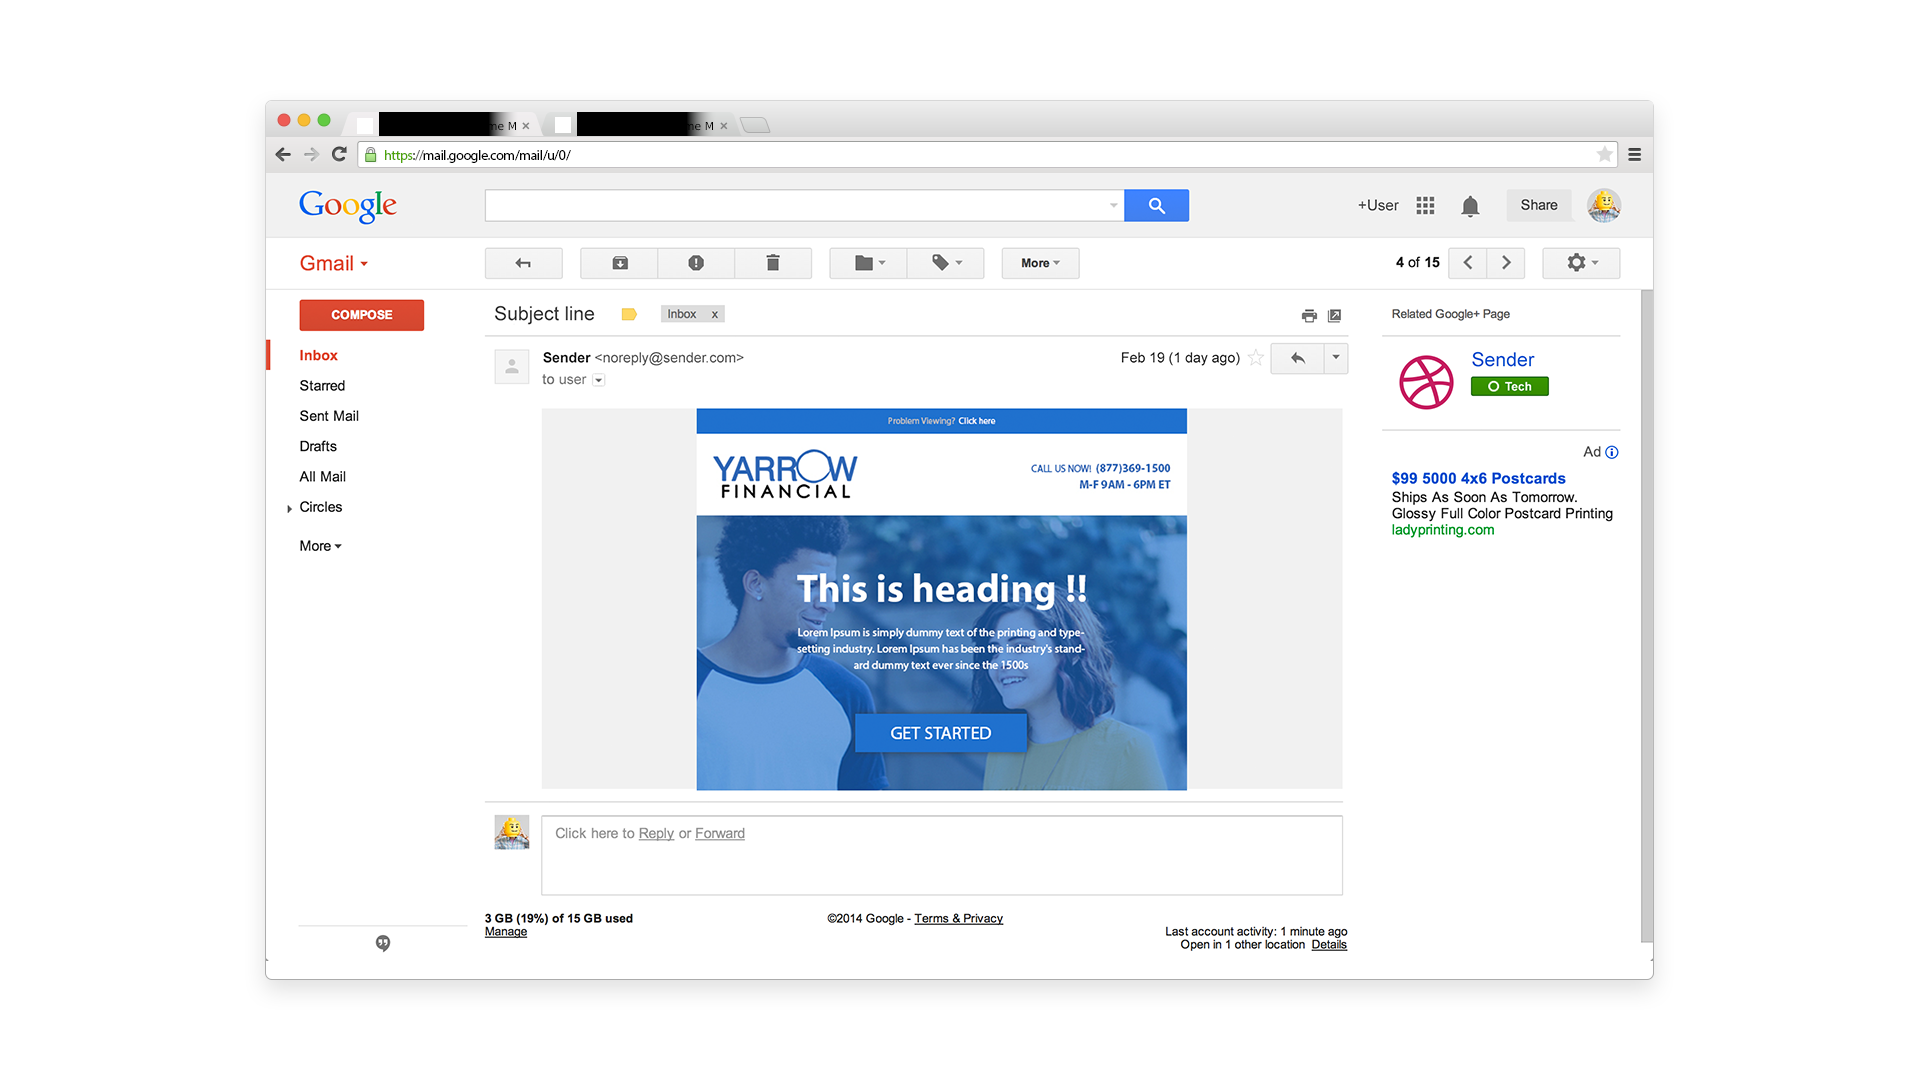 me M x
me M x
https://mail.google.com/mail/u/0/
Google
+User
Share
Gmail
More
4 of 15
COMPOSE
Inbox
Starred
Sent Mail
Drafts
All Mail
Circles
More
Subject line
Inbox x
Sender <noreply@sender.com>
to user
Feb 19 (1 day ago)
Problem Viewing? Click here
YARROW
FINANCIAL
CALL US NOW! (877)369-1500
M-F 9AM - 6PM ET
This is heading !!
Lorem Ipsum is simply dummy text of the printing and type-
setting industry. Lorem Ipsum has been the industry's stand-
ard dummy text ever since the 1500s
GET STARTED
Click here to Reply or Forward
3 GB (19%) of 15 GB used
Manage
©2014 Google - Terms & Privacy
Last account activity: 1 minute ago
Open in 1 other location Details
Related Google+ Page
Sender
Tech
Ad
$99 5000 4x6 Postcards
Ships As Soon As Tomorrow.
Glossy Full Color Postcard Printing
ladyprinting.com